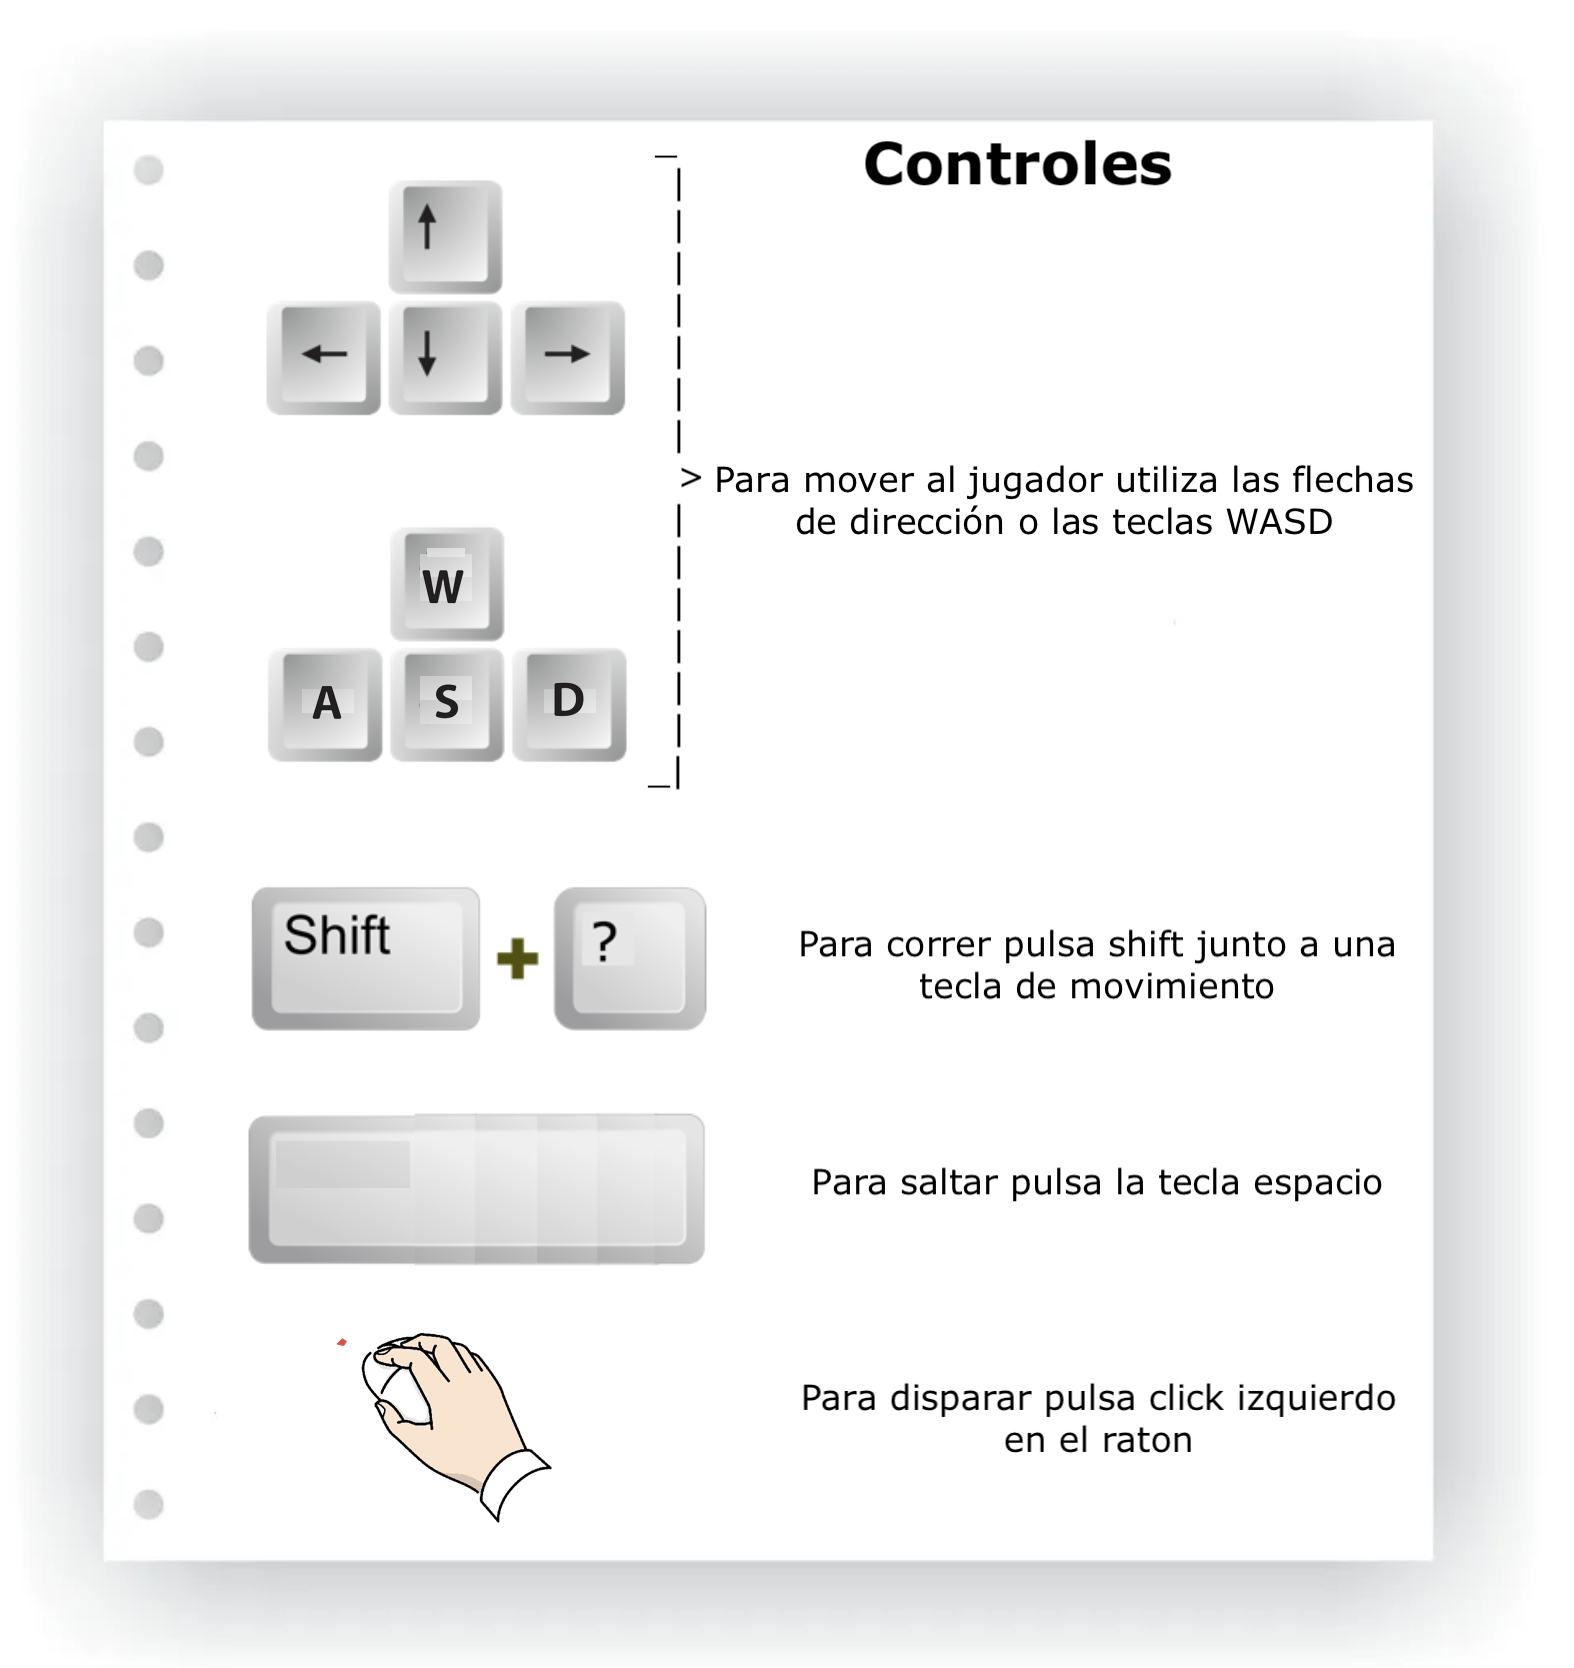 Controles
> Para mover al jugador utiliza las flechas
de dirección o las teclas WASD
W
A S D
Shift + ?
Para correr pulsa shift junto a una
tecla de movimiento
Para saltar pulsa la tecla espacio
Para disparar pulsa click izquierdo
en el raton